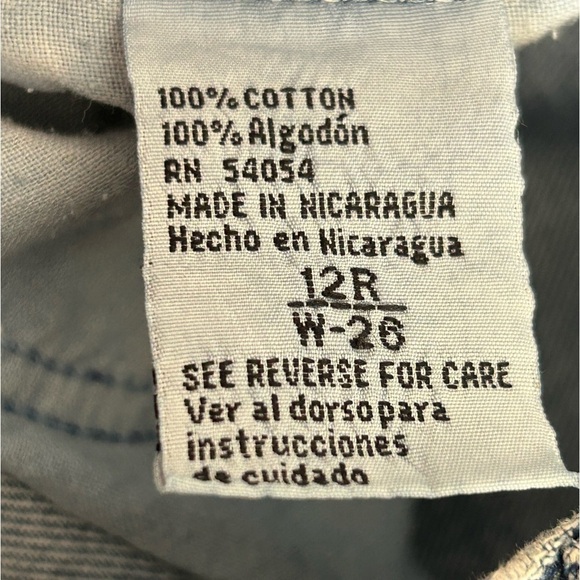 100% COTTON
100% Algodón
RN 54054
MADE IN NICARAGUA
Hecho en Nicaragua
12R
W-26
SEE REVERSE FOR CARE
Ver al dorso para
instrucciones
de cuidado